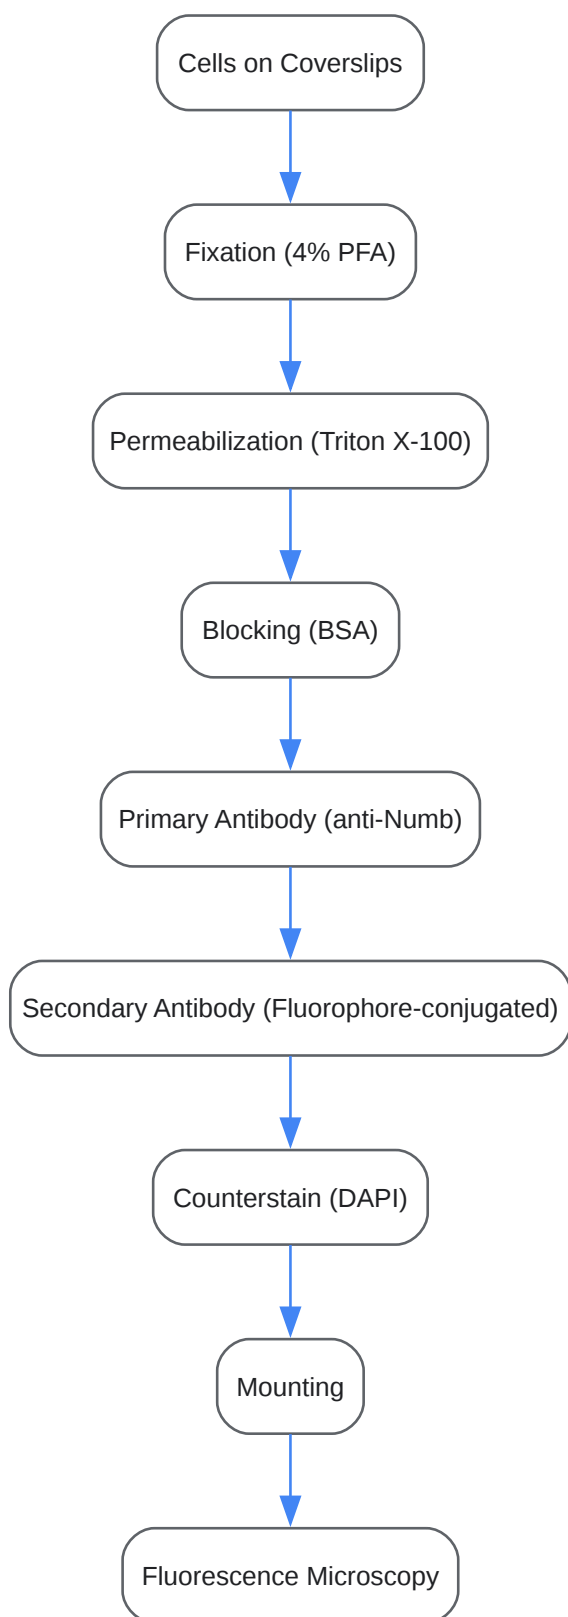 Cells on Coverslips
Fixation (4% PFA)
Permeabilization (Triton X-100)
Blocking (BSA)
Primary Antibody (anti-Numb)
Secondary Antibody (Fluorophore-conjugated)
Counterstain (DAPI)
Mounting
Fluorescence Microscopy